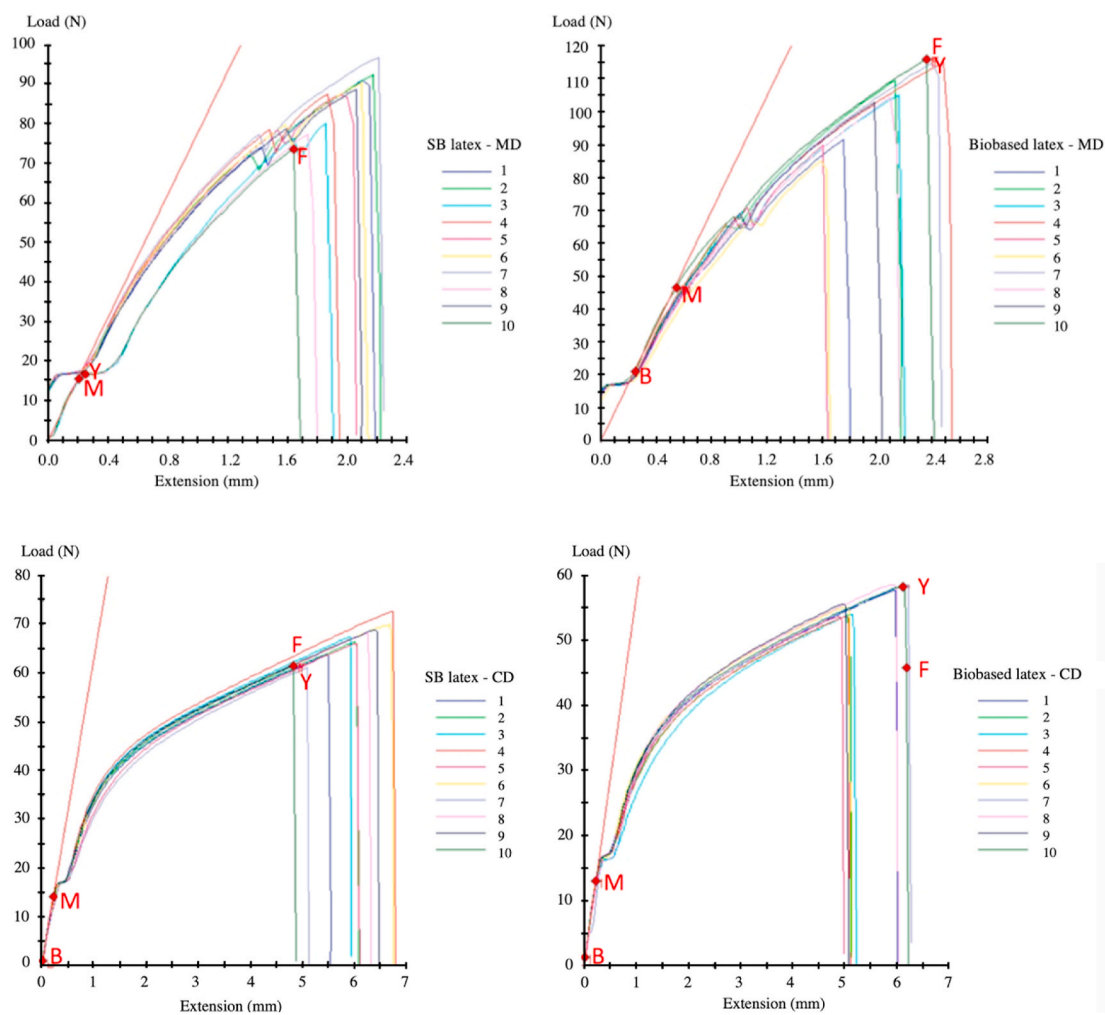 Load (N)
100
90
80
70
60
50
40
30
20
10
0
0.0 0.4 0.8 1.2 1.6 2.0 2.4
Extension (mm)
F
Y
M
SB latex - MD
1
2
3
4
5
6
7
8
9
10
Load (N)
120
110
100
90
80
70
60
50
40
30
20
10
0
0.0 0.4 0.8 1.2 1.6 2.0 2.4 2.8
Extension (mm)
F
Y
M
B
Biobased latex - MD
1
2
3
4
5
6
7
8
9
10
Load (N)
80
70
60
50
40
30
20
10
0
0 1 2 3 4 5 6 7
Extension (mm)
F
Y
M
B
SB latex - CD
1
2
3
4
5
6
7
8
9
10
Load (N)
60
50
40
30
20
10
0
0 1 2 3 4 5 6 7
Extension (mm)
Y
F
M
B
Biobased latex - CD
1
2
3
4
5
6
7
8
9
10